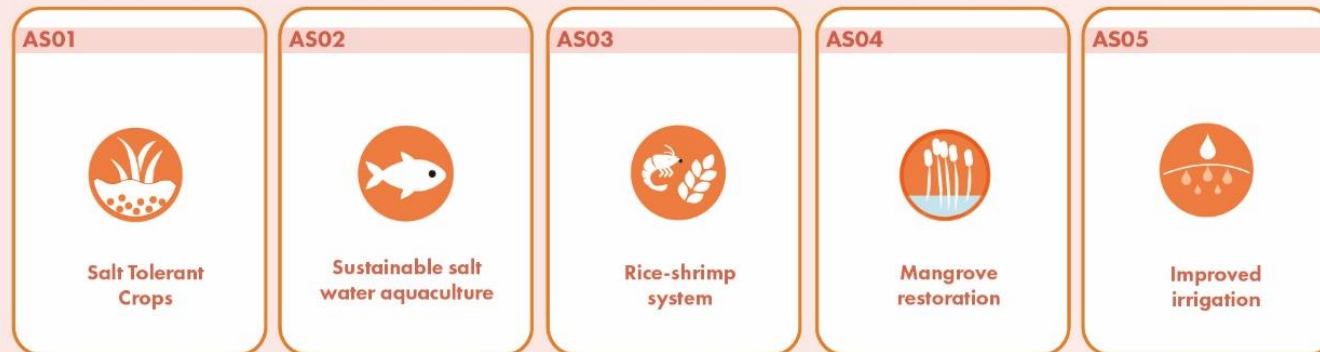 AS01
Salt Tolerant
Crops
AS02
Sustainable salt
water aquaculture
AS03
Rice-shrimp
system
AS04
Mangrove
restoration
AS05
Improved
irrigation